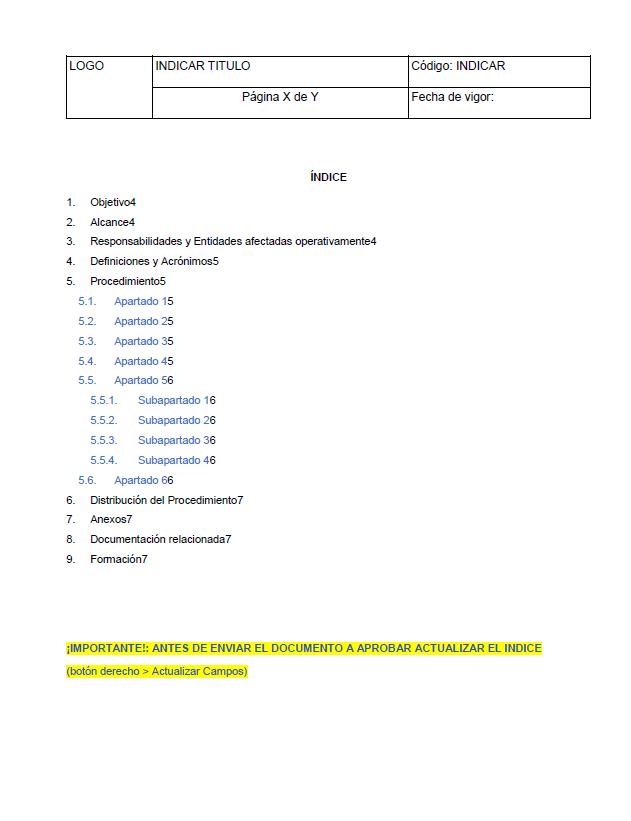 LOGO
INDICAR TITULO
Código: INDICAR
Página X de Y
Fecha de vigor:
ÍNDICE
1. Objetivo4
2. Alcance4
3. Responsabilidades y Entidades afectadas operativamente4
4. Definiciones y Acrónimos5
5. Procedimiento5
5.1. Apartado 15
5.2. Apartado 25
5.3. Apartado 35
5.4. Apartado 45
5.5. Apartado 56
5.5.1. Subapartado 16
5.5.2. Subapartado 26
5.5.3. Subapartado 36
5.5.4. Subapartado 46
5.6. Apartado 66
6. Distribución del Procedimiento7
7. Anexos7
8. Documentación relacionada7
9. Formación7
¡IMPORTANTE!: ANTES DE ENVIAR EL DOCUMENTO A APROBAR ACTUALIZAR EL INDICE
(botón derecho > Actualizar Campos)